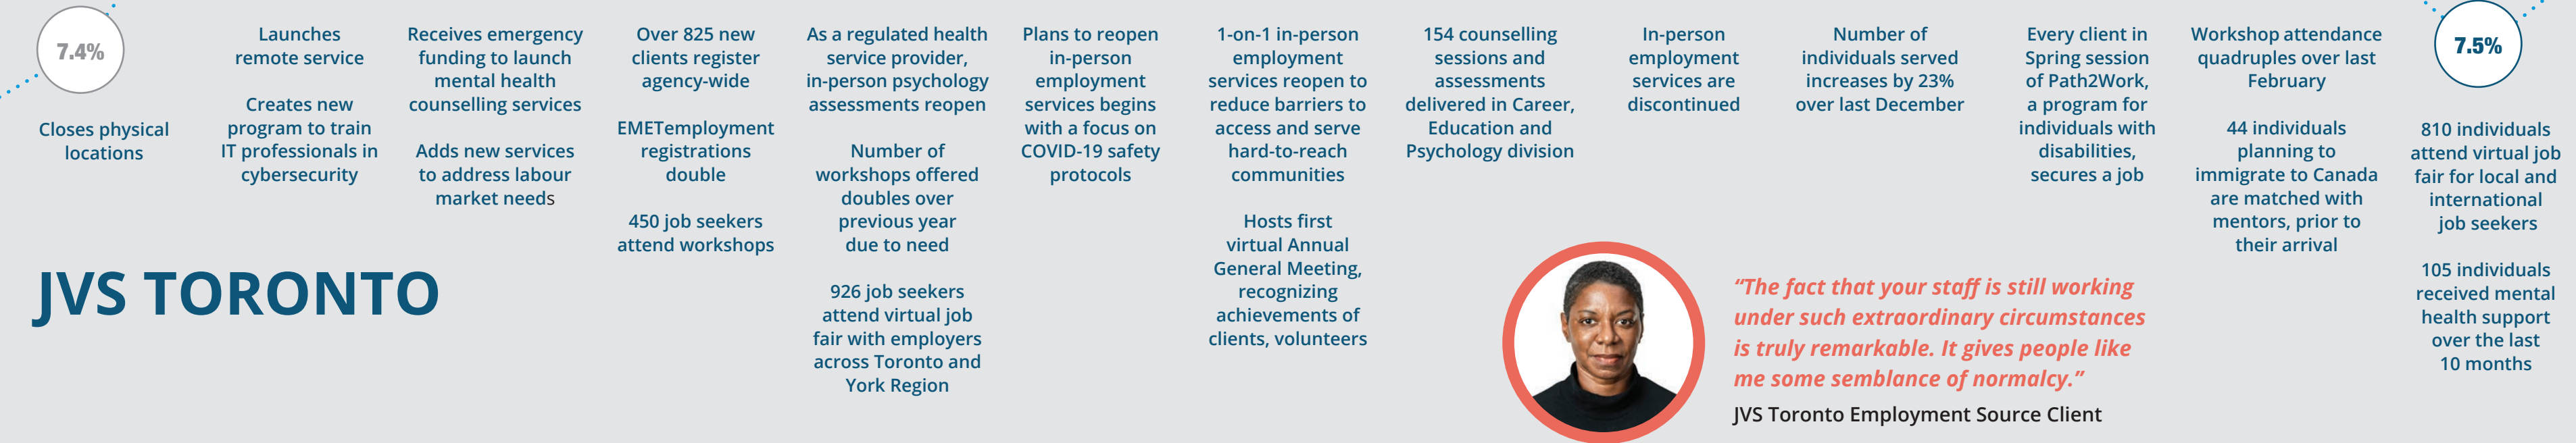 7.4%
Closes physical
locations
Launches
remote service
Creates new
program to train
IT professionals in
cybersecurity
Receives emergency
funding to launch
mental health
counselling services
Adds new services
to address labour
market needs
Over 825 new
clients register
agency-wide
EMETemployment
registrations
double
450 job seekers
attend workshops
As a regulated health
service provider,
in-person psychology
assessments reopen
Number of
workshops offered
doubles over
previous year
due to need
926 job seekers
attend virtual job
fair with employers
across Toronto and
York Region
Plans to reopen
in-person
employment
services begins
with a focus on
COVID-19 safety
protocols
1-on-1 in-person
employment
services reopen to
reduce barriers to
access and serve
hard-to-reach
communities
Hosts first
virtual Annual
General Meeting,
recognizing
achievements of
clients, volunteers
154 counselling
sessions and
assessments
delivered in Career,
Education and
Psychology division
In-person
employment
services are
discontinued
Number of
individuals served
increases by 23%
over last December
Every client in
Spring session
of Path2Work,
a program for
individuals with
disabilities,
secures a job
Workshop attendance
quadruples over last
February
44 individuals
planning to
immigrate to Canada
are matched with
mentors, prior to
their arrival
7.5%
810 individuals
attend virtual job
fair for local and
international
job seekers
105 individuals
received mental
health support
over the last
10 months
JVS TORONTO
“The fact that your staff is still working
under such extraordinary circumstances
is truly remarkable. It gives people like
me some semblance of normalcy.”
JVS Toronto Employment Source Client